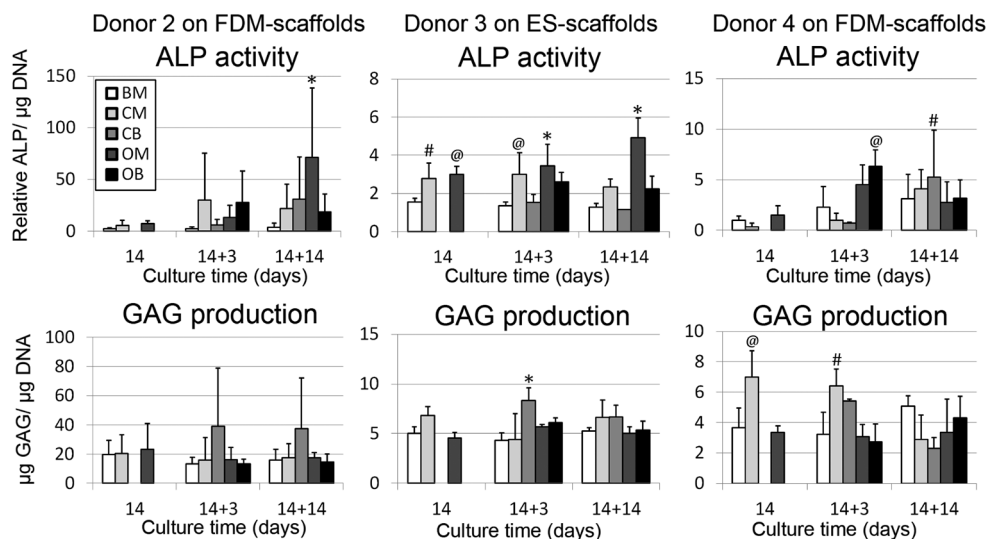 Donor 2 on FDM-scaffolds
ALP activity
Relative ALP/ µg DNA
150
100
50
0
BM
CM
CB
OM
OB
*
14 14+3 14+14
Culture time (days)
Donor 3 on ES-scaffolds
ALP activity
8
6
4
2
0
# @ @ * *
14 14+3 14+14
Culture time (days)
Donor 4 on FDM-scaffolds
ALP activity
15
10
5
0
@ #
14 14+3 14+14
Culture time (days)
GAG production
µg GAG/ µg DNA
100
80
60
40
20
0
14 14+3 14+14
Culture time (days)
GAG production
15
10
5
0
*
14 14+3 14+14
Culture time (days)
GAG production
10
8
6
4
2
0
@ #
14 14+3 14+14
Culture time (days)